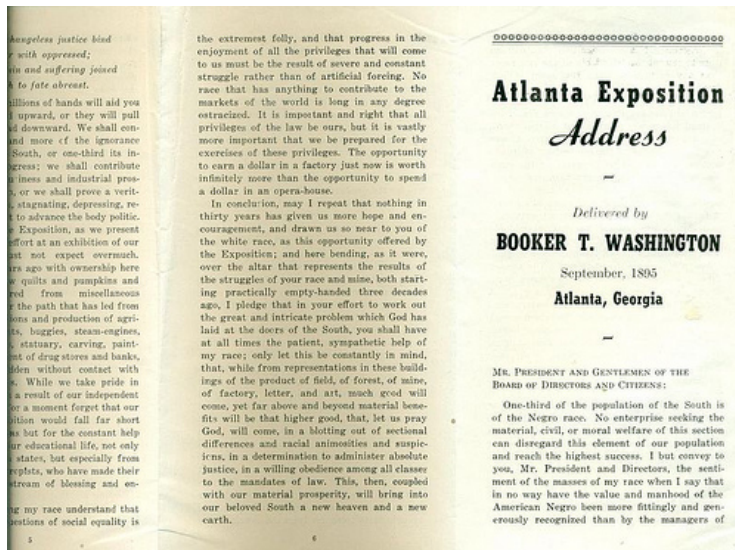 changeless justice bind
r with oppressed;
sin and suffering joined
h to fate abreast.
millions of hands will aid you
l upward, or they will pull
ad downward. We shall con-
and more cf the ignorance
South, or one-third its in-
ogress; we shall contribute
siness and industrial pros-
h, or we shall prove a verit-
, stagnating, depressing, re-
t to advance the body politic.
e Exposition, as we present
effort at an exhibition of our
ust not expect overmuch.
ars ago with ownership here
w quilts and pumpkins and
red from miscellaneous
r the path that has led from
ons and production of agri-
ts, buggies, steam-engines,
, statuary, carving, paint-
nt of drug stores and banks,
dden without contact with
s. While we take pride in
a result of our independent
or a moment forget that our
bition would fall far short
as but for the constant help
ur educational life, not only
states, but especially from
ropists, who have made their
stream of blessing and en-
ng my race understand that
uestions of social equality is
5
the extremest folly, and that progress in the
enjoyment of all the privileges that will come
to us must be the result of severe and constant
struggle rather than of artificial forcing. No
race that has anything to contribute to the
markets of the world is long in any degree
ostracized. It is important and right that all
privileges of the law be ours, but it is vastly
more important that we be prepared for the
exercises of these privileges. The opportunity
to earn a dollar in a factory just now is worth
infinitely more than the opportunity to spend
a dollar in an opera-house.
In conclusion, may I repeat that nothing in
thirty years has given us more hope and en-
couragement, and drawn us so near to you of
the white race, as this opportunity offered by
the Exposition; and here bending, as it were,
over the altar that represents the results of
the struggles of your race and mine, both start-
ing practically empty-handed three decades
ago, I pledge that in your effort to work out
the great and intricate problem which God has
laid at the doors of the South, you shall have
at all times the patient, sympathetic help of
my race; only let this be constantly in mind,
that, while from representations in these build-
ings of the product of field, of forest, of mine,
of factory, letter, and art, much good will
come, yet far above and beyond material bene-
fits will be that higher good, that, let us pray
God, will come, in a blotting out of sectional
differences and racial animosities and suspic-
icns, in a determination to administer absolute
justice, in a willing obedience among all classes
to the mandates of law. This, then, coupled
with our material prosperity, will bring into
our beloved South a new heaven and a new
earth.
6
Atlanta Exposition
Address
Delivered by
BOOKER T. WASHINGTON
September, 1895
Atlanta, Georgia
MR. PRESIDENT AND GENTLEMEN OF THE
BOARD OF DIRECTORS AND CITIZENS:
One-third of the population of the South is
of the Negro race. No enterprise seeking the
material, civil, or moral welfare of this section
can disregard this element of our population
and reach the highest success. I but convey to
you, Mr. President and Directors, the senti-
ment of the masses of my race when I say that
in no way have the value and manhood of the
American Negro been more fittingly and gen-
erously recognized than by the managers of